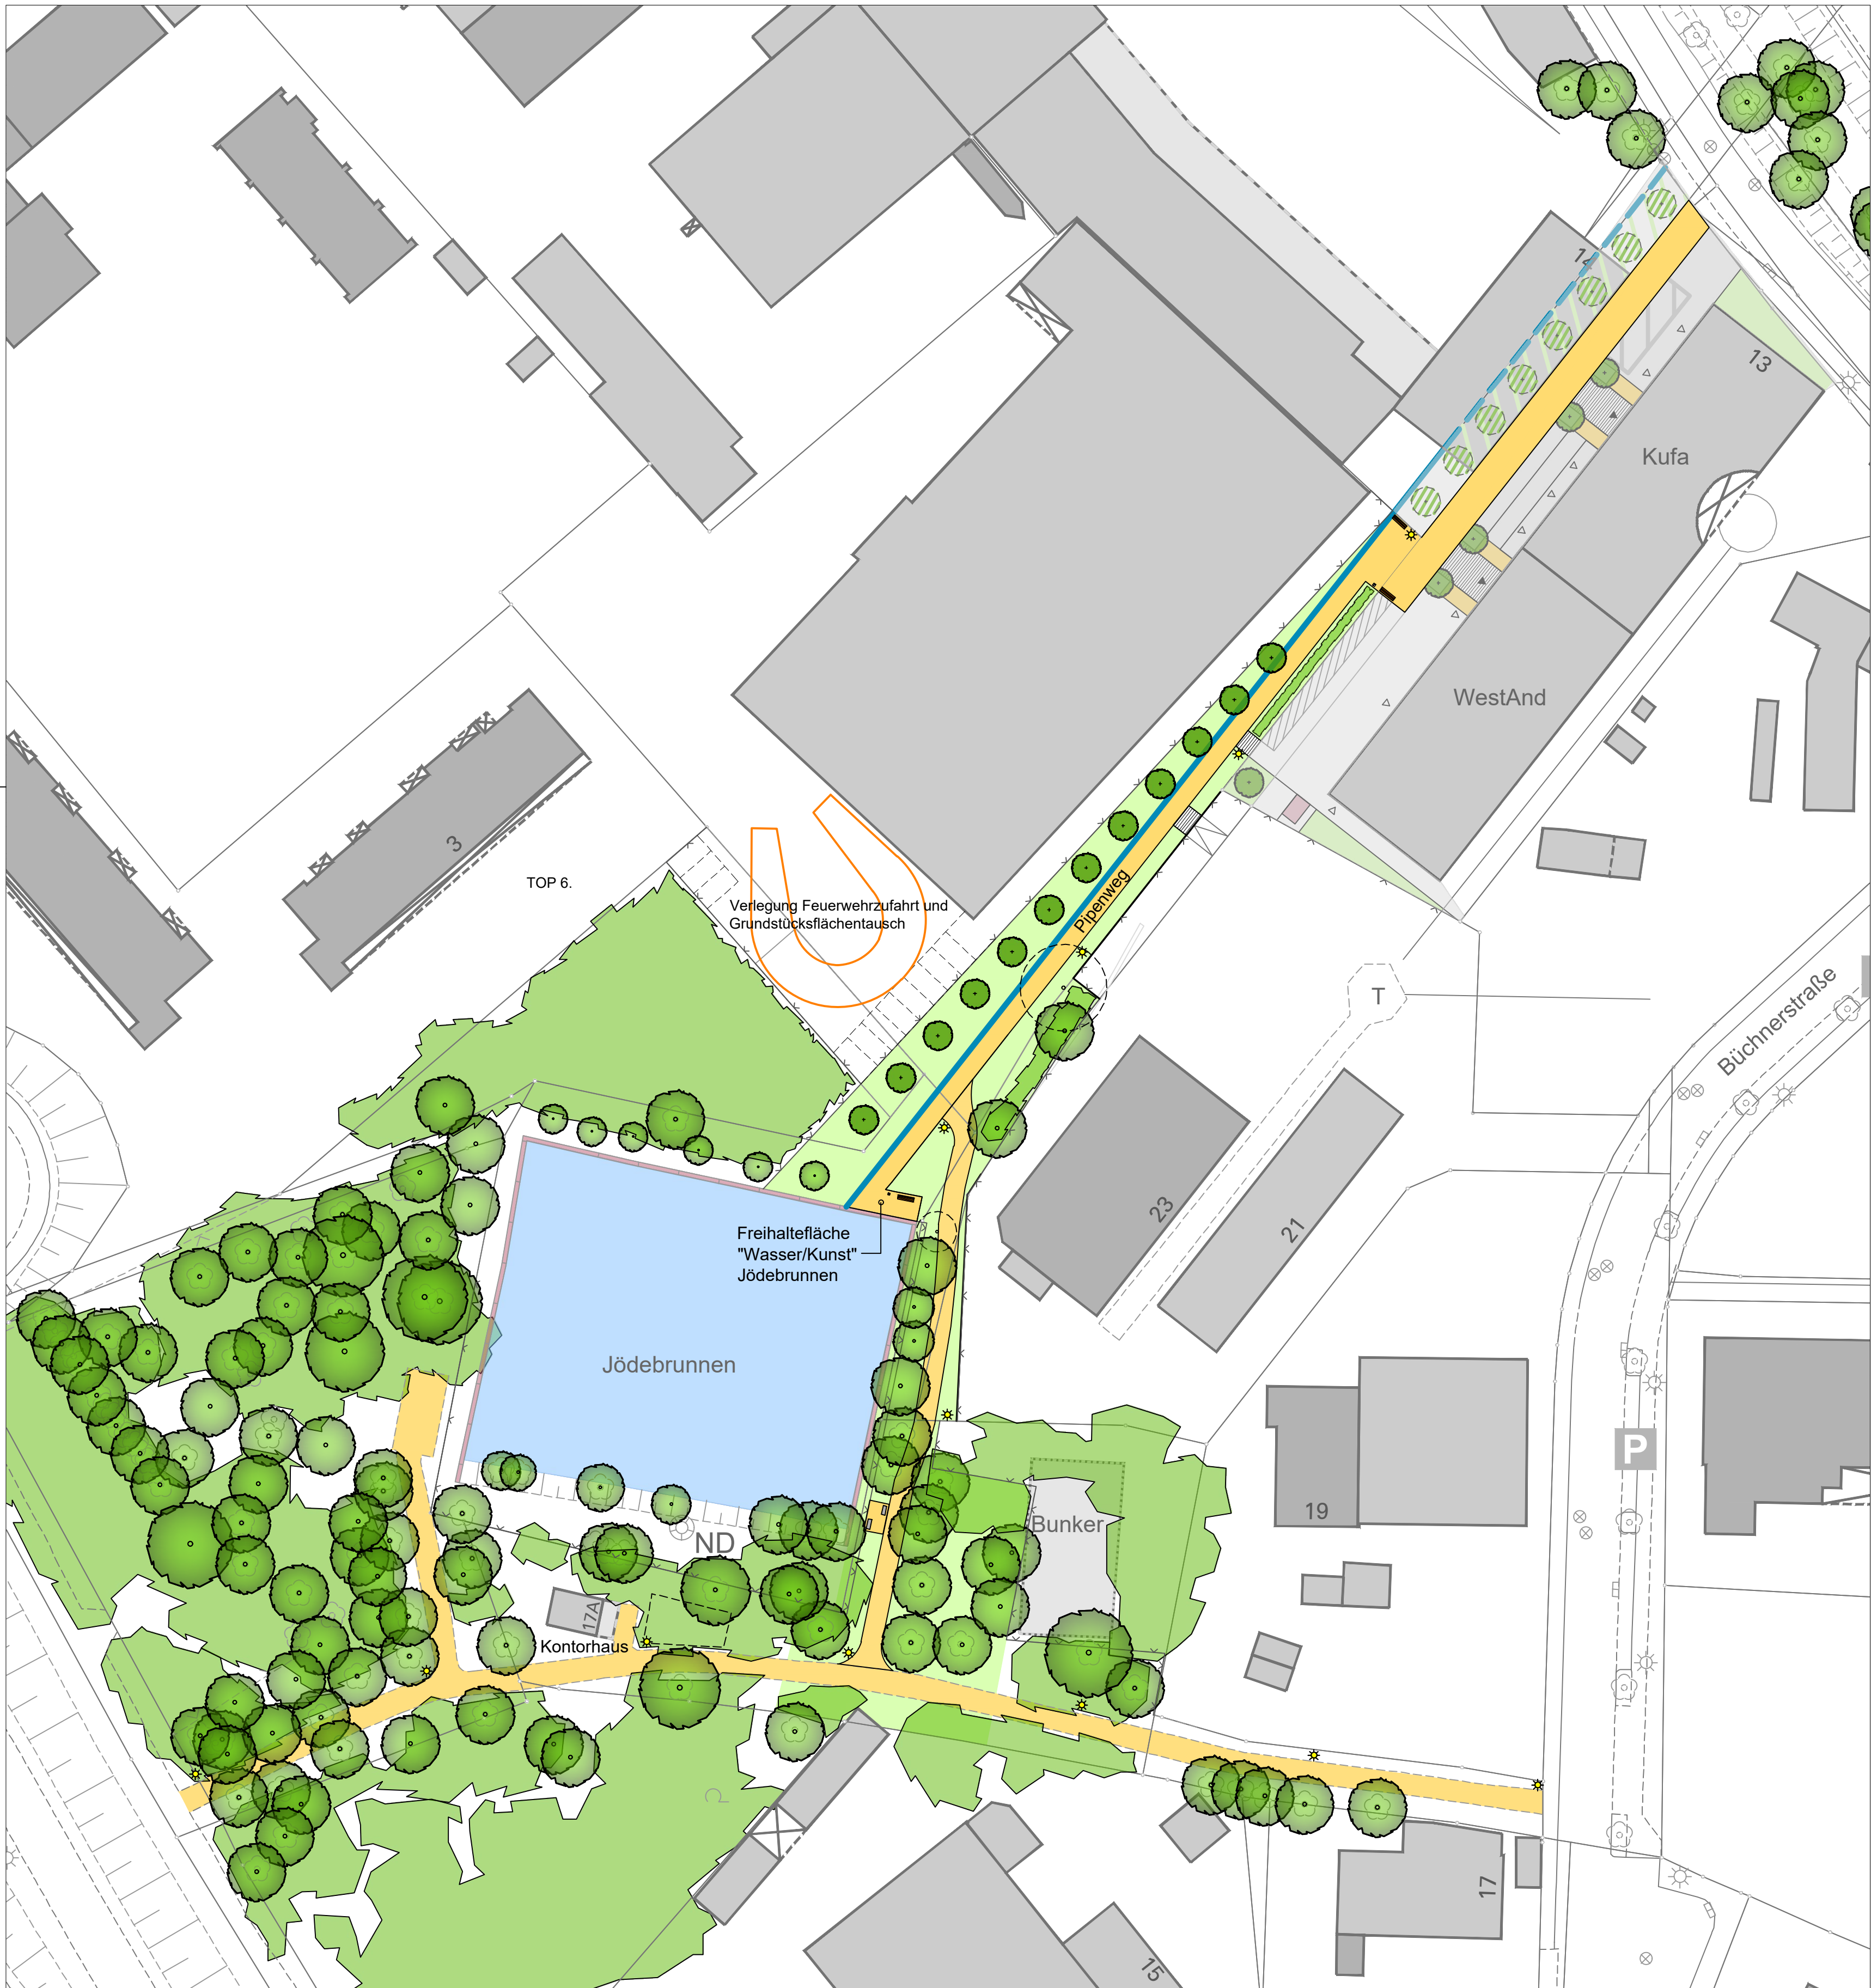 14
13
Kufa
WestAnd
3
TOP 6.
Verlegung Feuerwehrzufahrt und
Grundstücksflächentausch
Pipenweg
T
Büchnerstraße
23
21
Freihaltefläche
"Wasser/Kunst"
Jödebrunnen
Jödebrunnen
P
19
Bunker
ND
17A
Kontorhaus
17
15